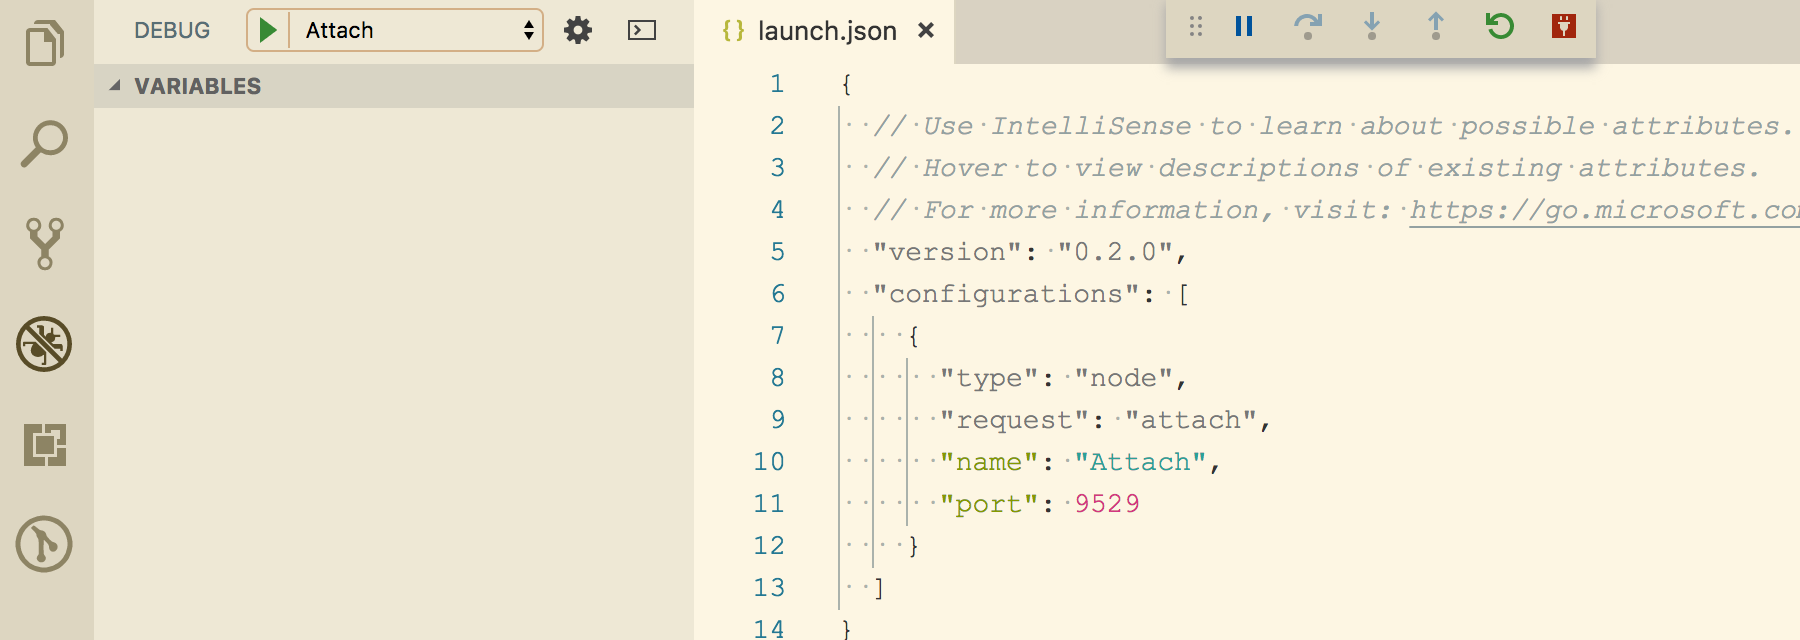 DEBUG
Attach
VARIABLES
{} launch.json ×
1 {
2 // Use IntelliSense to learn about possible attributes.
3 // Hover to view descriptions of existing attributes.
4 // For more information, visit: https://go.microsoft.com
5 "version": "0.2.0",
6 "configurations": [
7 {
8 "type": "node",
9 "request": "attach",
10 "name": "Attach",
11 "port": 9529
12 }
13 ]
14 }